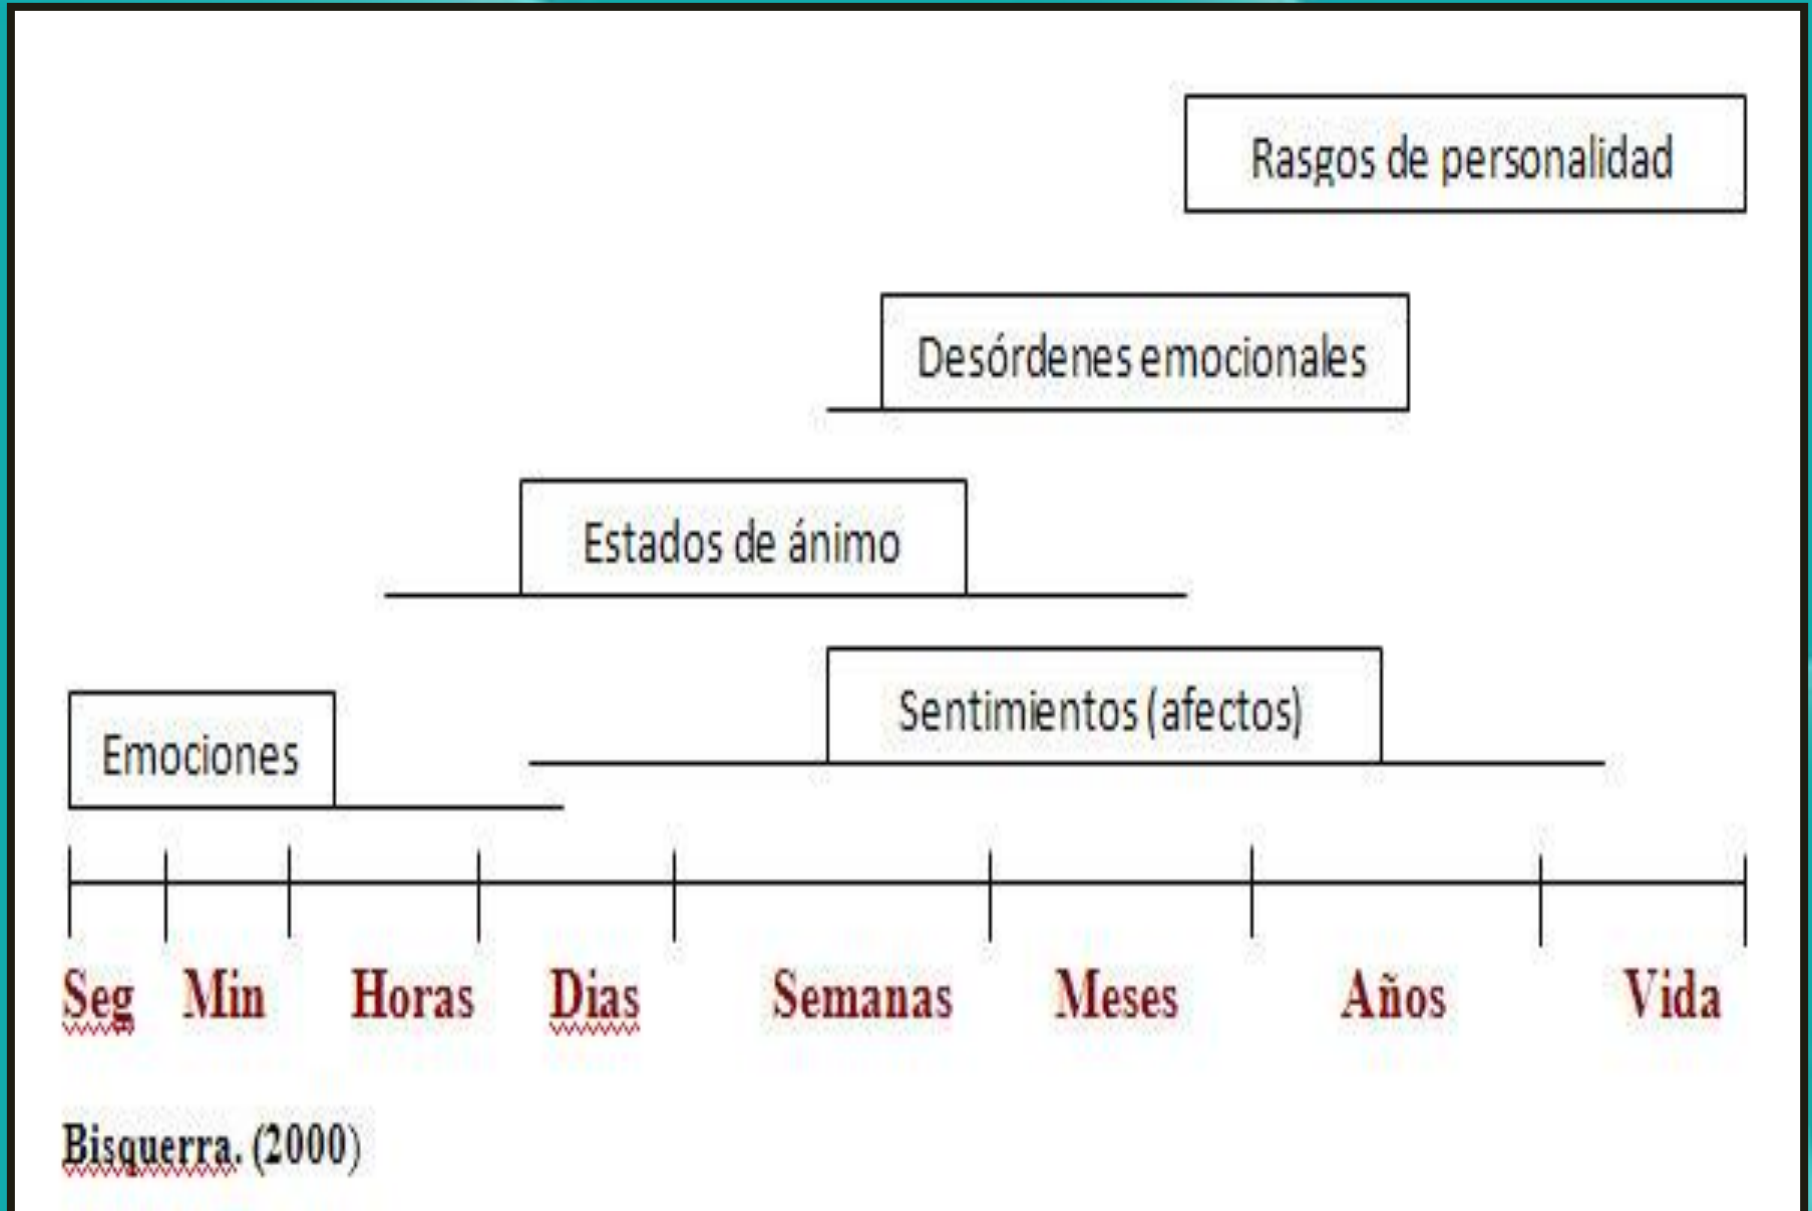 Rasgos de personalidad
Desórdenes emocionales
Estados de ánimo
Sentimientos (afectos)
Emociones
Seg Min Horas Dias Semanas Meses Años Vida
Bisquerra. (2000)